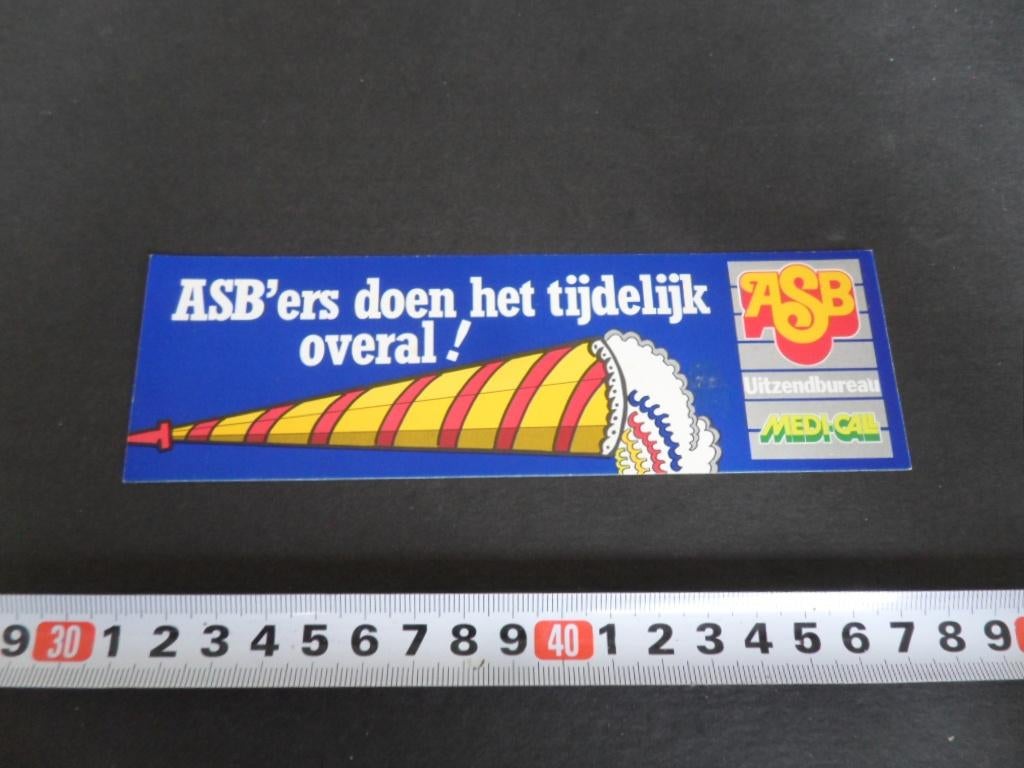 ASB'ers doen het tijdelijk
overal!
ASB
Uitzendbureau
MEDI-CALL
9 30 1 2 3 4 5 6 7 8 9 40 1 2 3 4 5 6 7 8 9